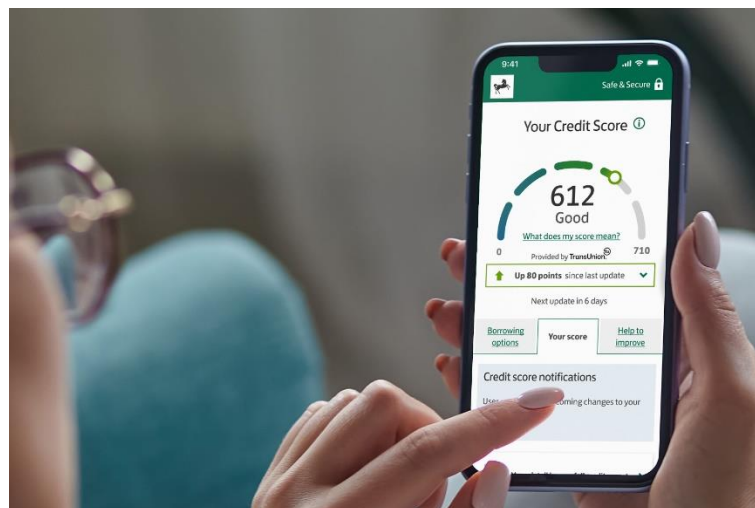 9:41
Safe & Secure
Your Credit Score
612
Good
What does my score mean?
0 710
Provided by TransUnion
Up 80 points since last update
Next update in 6 days
Borrowing options
Your score
Help to improve
Credit score notifications
coming changes to your